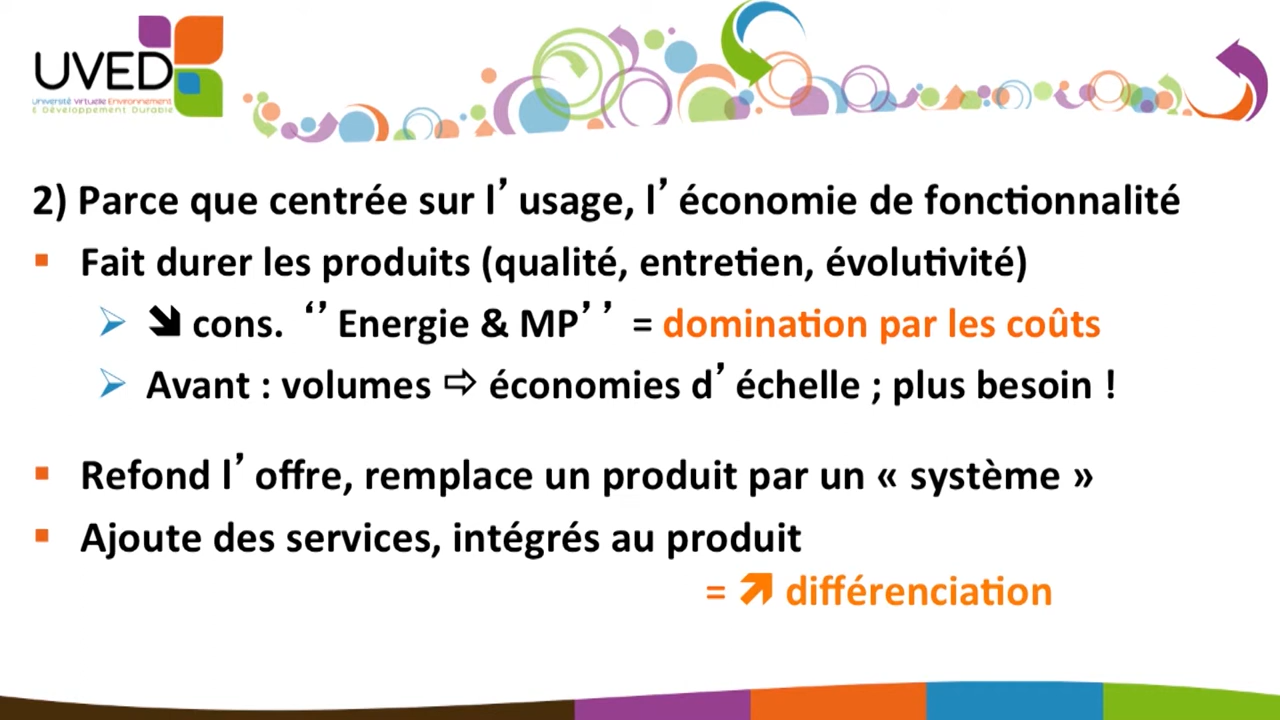 UVED
Université Virtuelle Environnement
& Développement Durable
2) Parce que centrée sur l’usage, l’économie de fonctionnalité
▪ Fait durer les produits (qualité, entretien, évolutivité)
➢ ➘ cons. ‘’Energie & MP’’ = domination par les coûts
➢ Avant : volumes ⇨ économies d’échelle ; plus besoin !
▪ Refond l’offre, remplace un produit par un « système »
▪ Ajoute des services, intégrés au produit
= ➚ différenciation